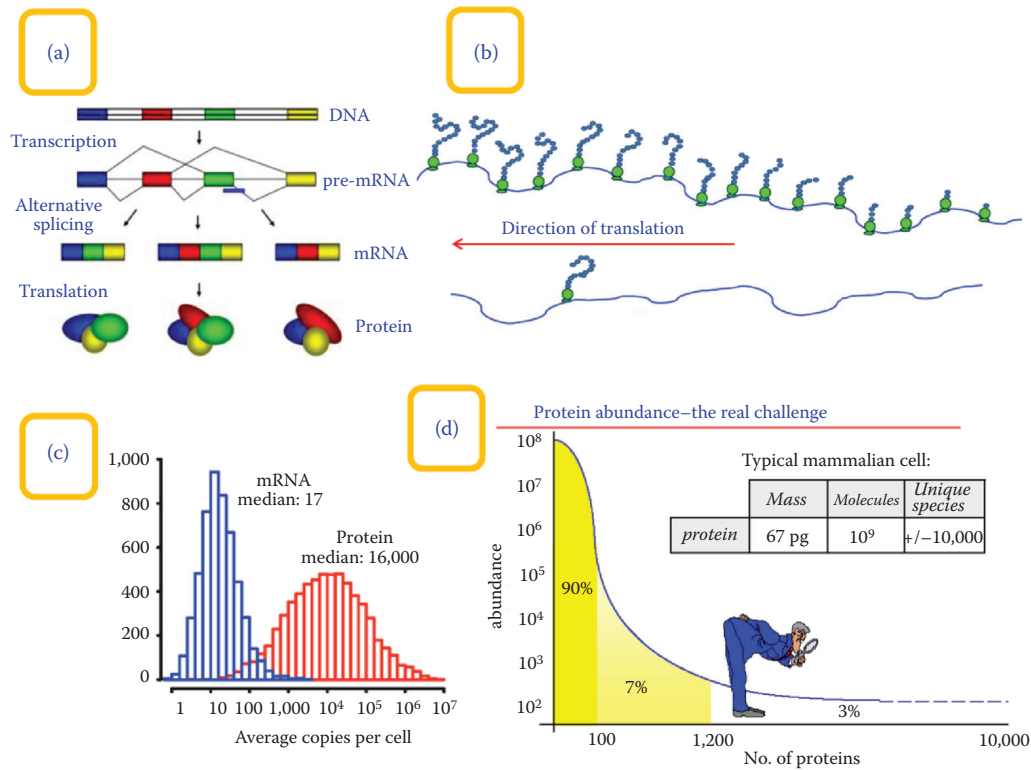 (a)
DNA
Transcription
pre-mRNA
Alternative
splicing
mRNA
Translation
Protein
(b)
Direction of translation
(c)
1,000
800
600
400
200
0
mRNA
median: 17
Protein
median: 16,000
1 10 100 1,000 10⁴ 10⁵ 10⁶ 10⁷
Average copies per cell
(d)
Protein abundance–the real challenge
10⁸
10⁷
10⁶
10⁵
10⁴
10³
10²
abundance
Typical mammalian cell:
Mass Molecules Unique
species
protein 67 pg 10⁹ +/−10,000
90%
7%
3%
100 1,200 10,000
No. of proteins